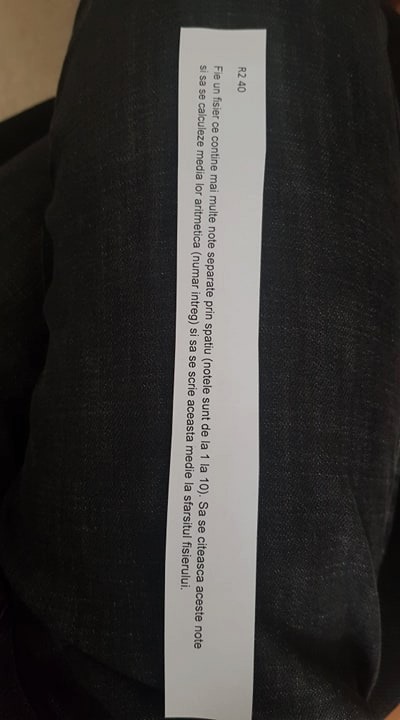 R2 40
Fie un fisier ce contine mai multe note separate prin spatiu (notele sunt de la 1 la 10). Sa se citeasca aceste note
si sa se calculeze media lor aritmetica (numar intreg) si sa se scrie aceasta medie la sfarsitul fisierului.